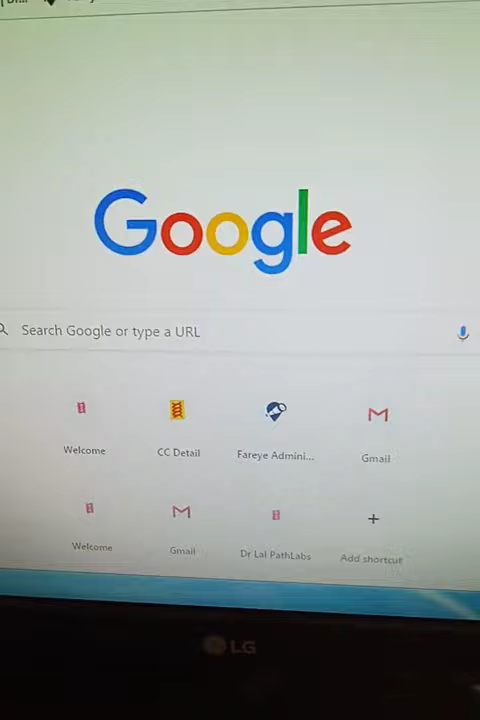 Google
Search Google or type a URL
Welcome
CC Detail
Fareye Admini...
Gmail
Welcome
Gmail
Dr Lal PathLabs
Add shortcut
LG